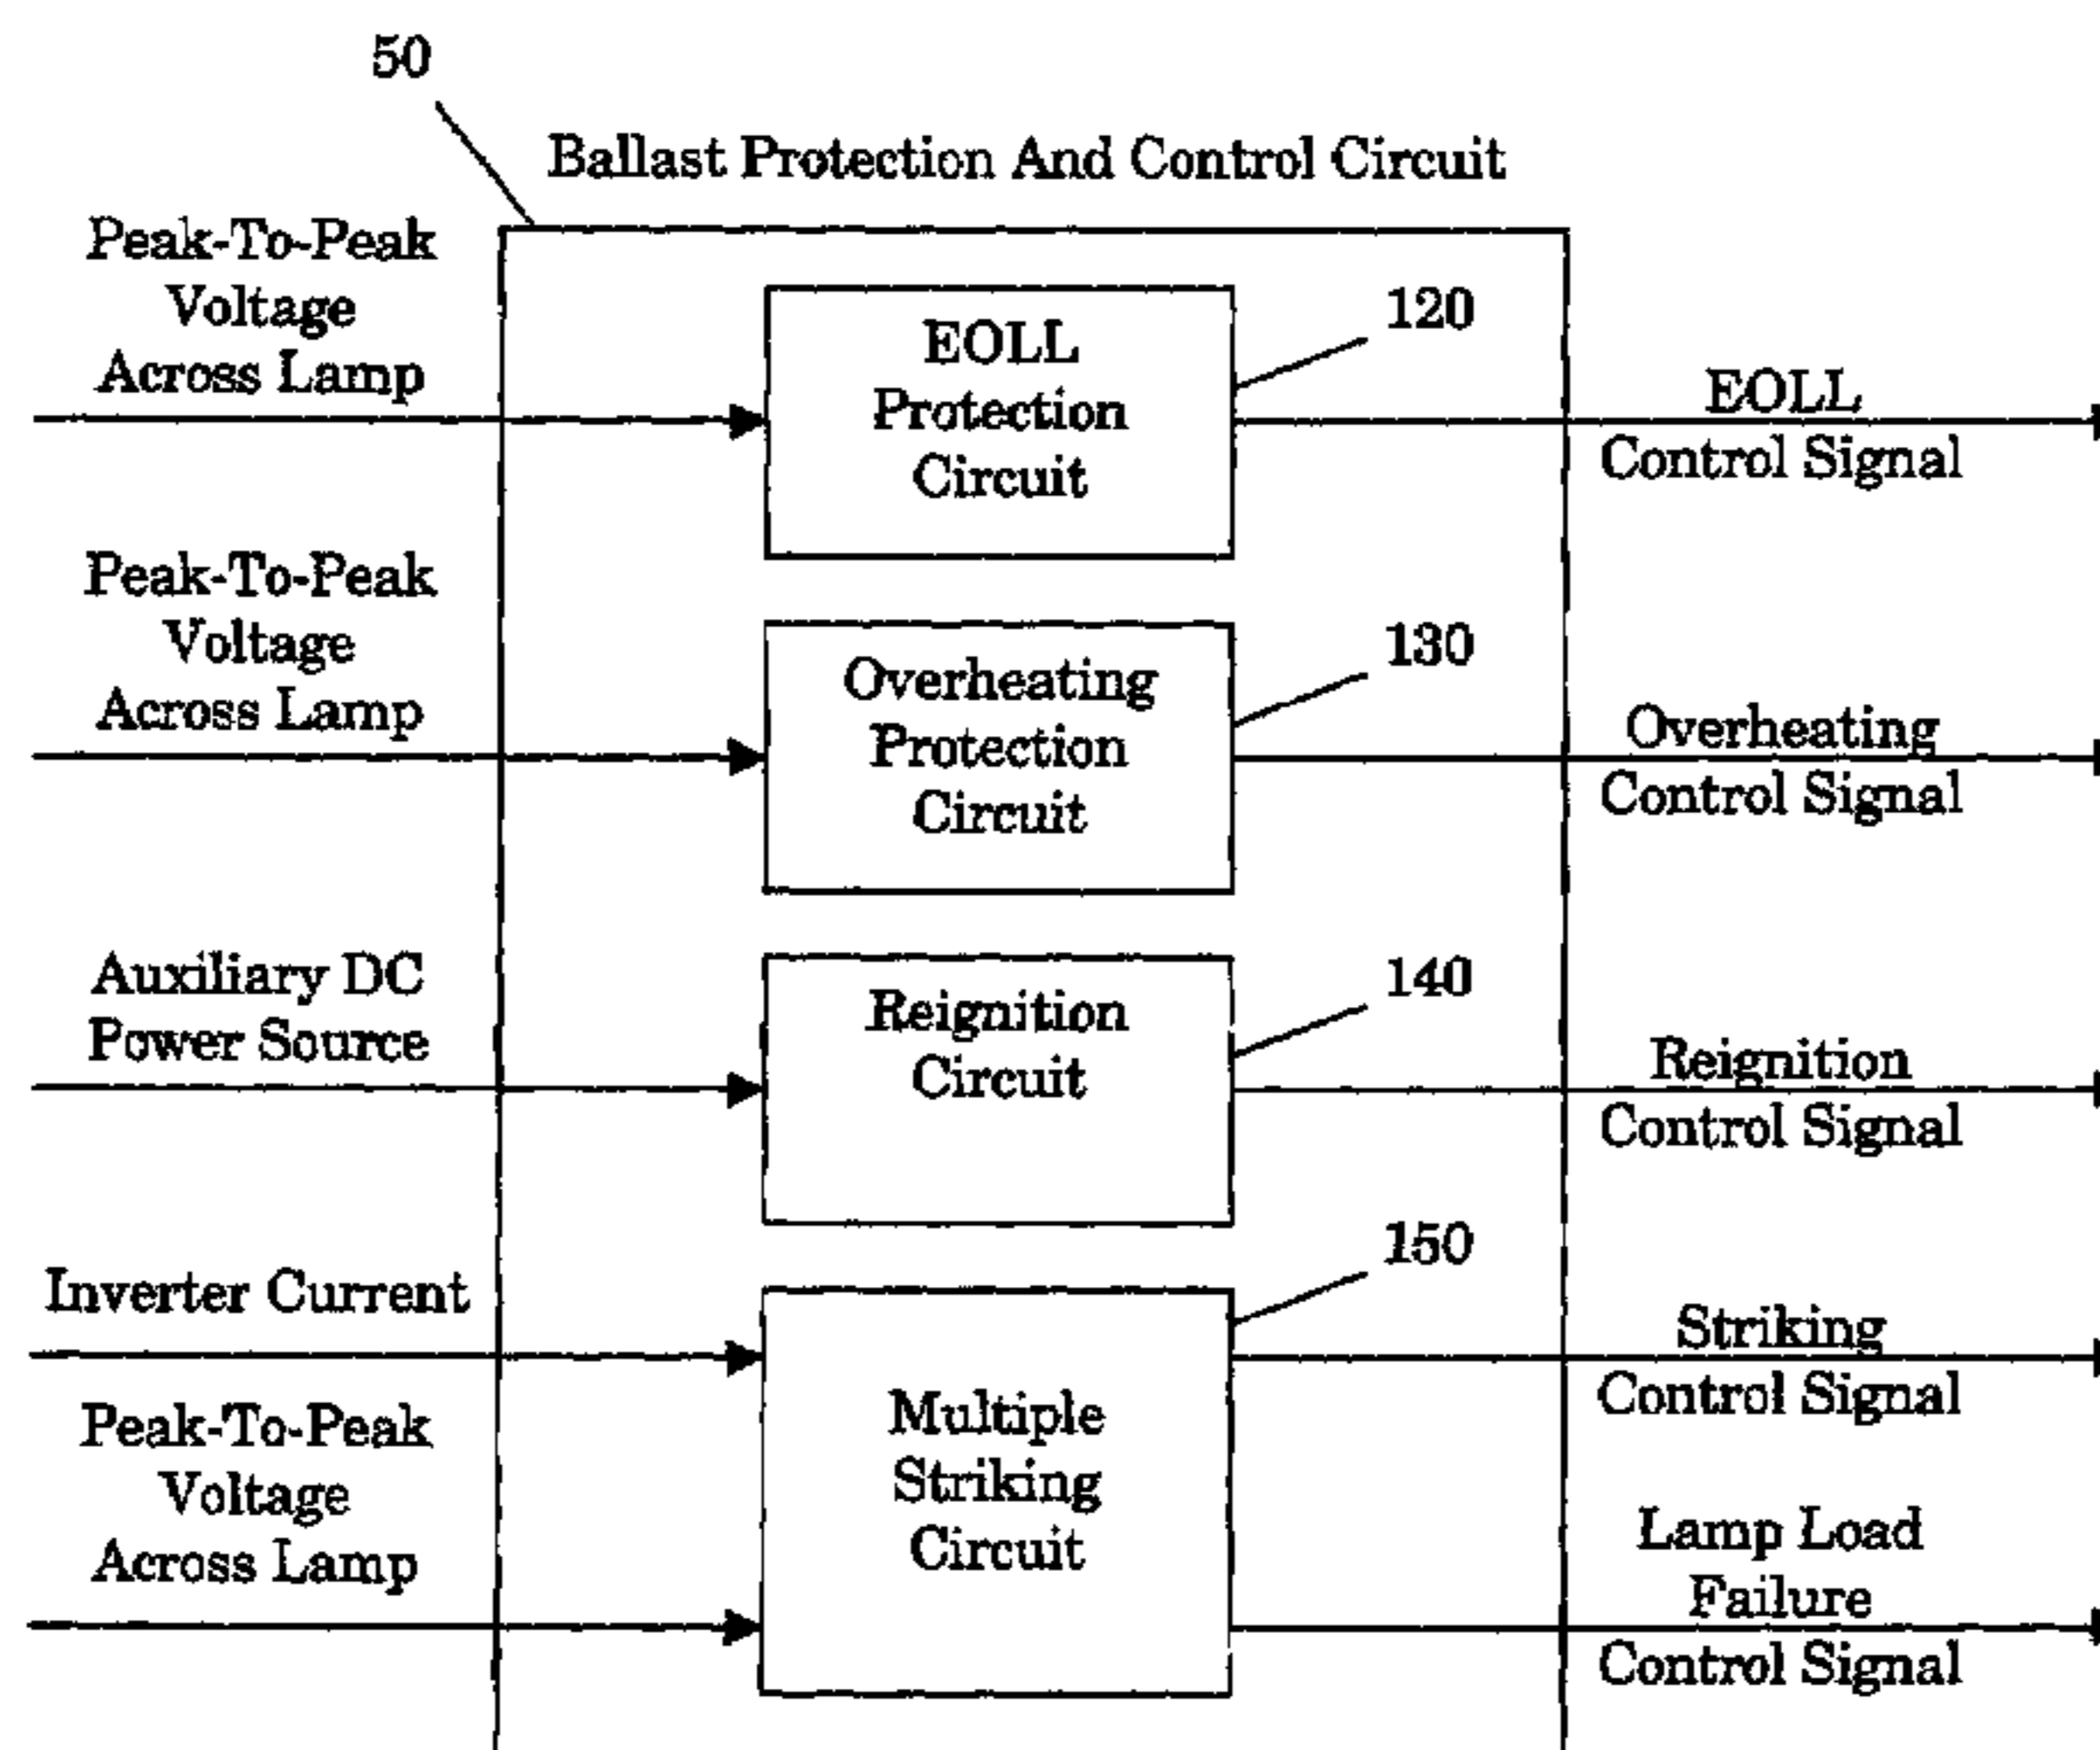 50
Ballast Protection And Control Circuit
Peak-To-Peak
Voltage
Across Lamp
EOLL
Protection
Circuit
120
EOLL
Control Signal
Peak-To-Peak
Voltage
Across Lamp
Overheating
Protection
Circuit
130
Overheating
Control Signal
Auxiliary DC
Power Source
Reignition
Circuit
140
Reignition
Control Signal
Inverter Current
Peak-To-Peak
Voltage
Across Lamp
Multiple
Striking
Circuit
150
Striking
Control Signal
Lamp Load
Failure
Control Signal